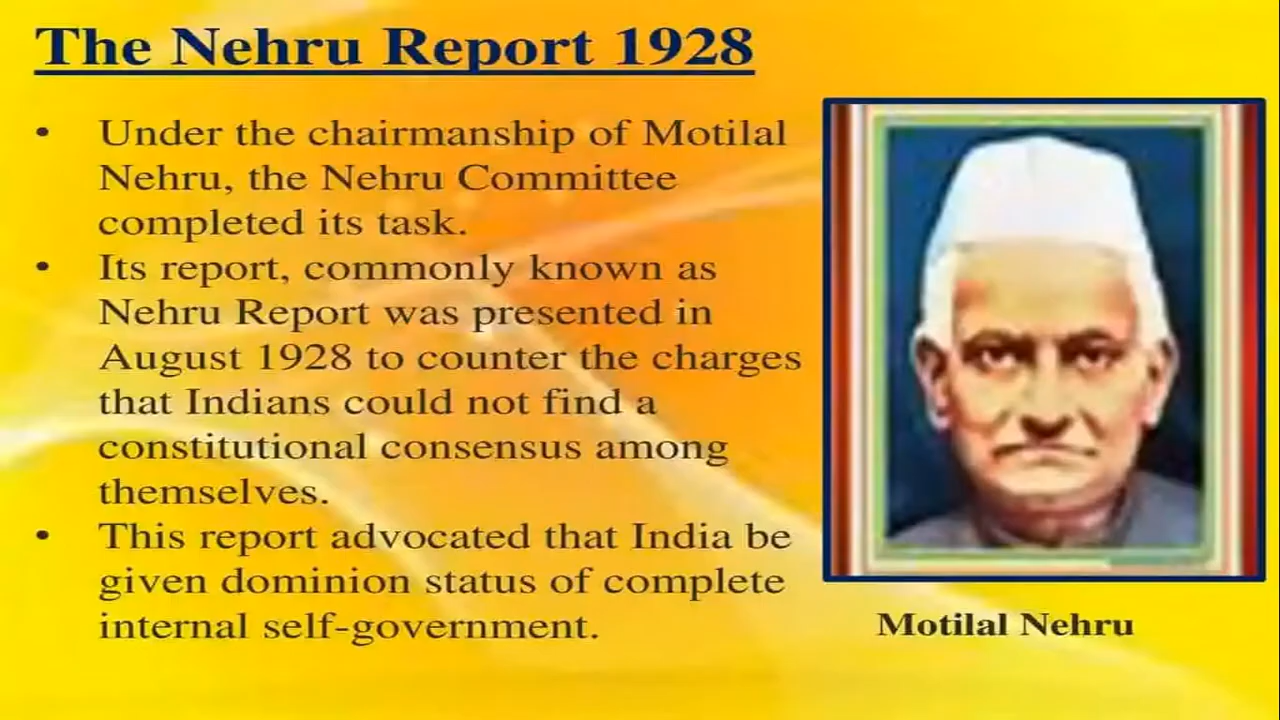 The Nehru Report 1928
• Under the chairmanship of Motilal
Nehru, the Nehru Committee
completed its task.
• Its report, commonly known as
Nehru Report was presented in
August 1928 to counter the charges
that Indians could not find a
constitutional consensus among
themselves.
• This report advocated that India be
given dominion status of complete
internal self-government.
Motilal Nehru